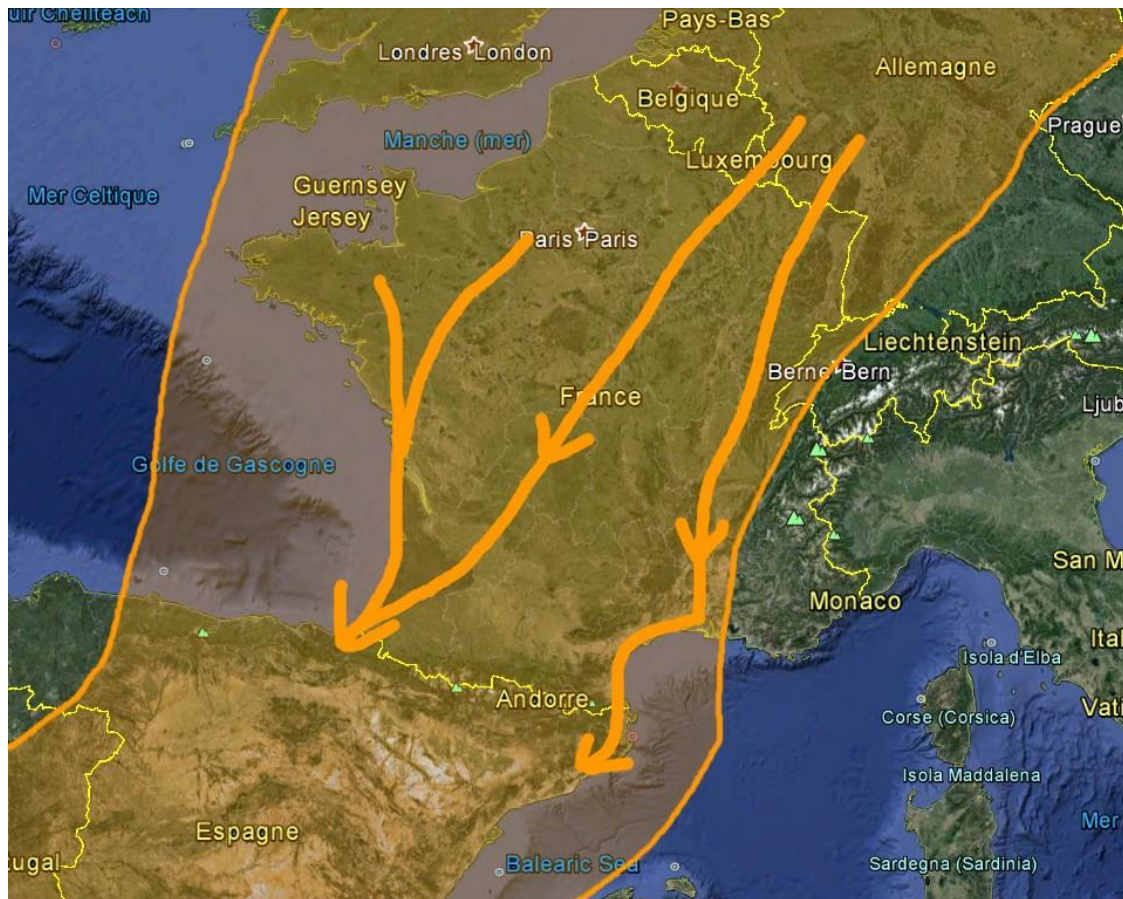 uir Cheilteach
Pays-Bas
Londres London
Allemagne
Belgique
Prague
Manche (mer)
Luxembourg
Mer Celtique
Guernsey
Jersey
Paris Paris
Liechtenstein
Berne Bern
France
Ljub
Golfe de Gascogne
San M
Monaco
Ital
Isola d'Elba
Andorre
Vati
Corse (Corsica)
Isola Maddalena
Mer
Espagne
tugal
Balearic Sea
Sardegna (Sardinia)